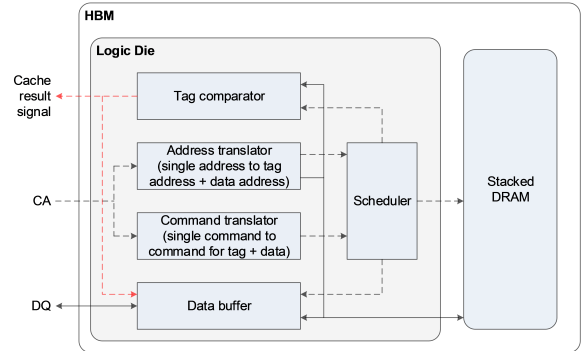 HBM
Logic Die
Cache
result
signal
Tag comparator
Address translator
(single address to tag
address + data address)
CA
Command translator
(single command to
command for tag + data)
Scheduler
Stacked
DRAM
DQ
Data buffer